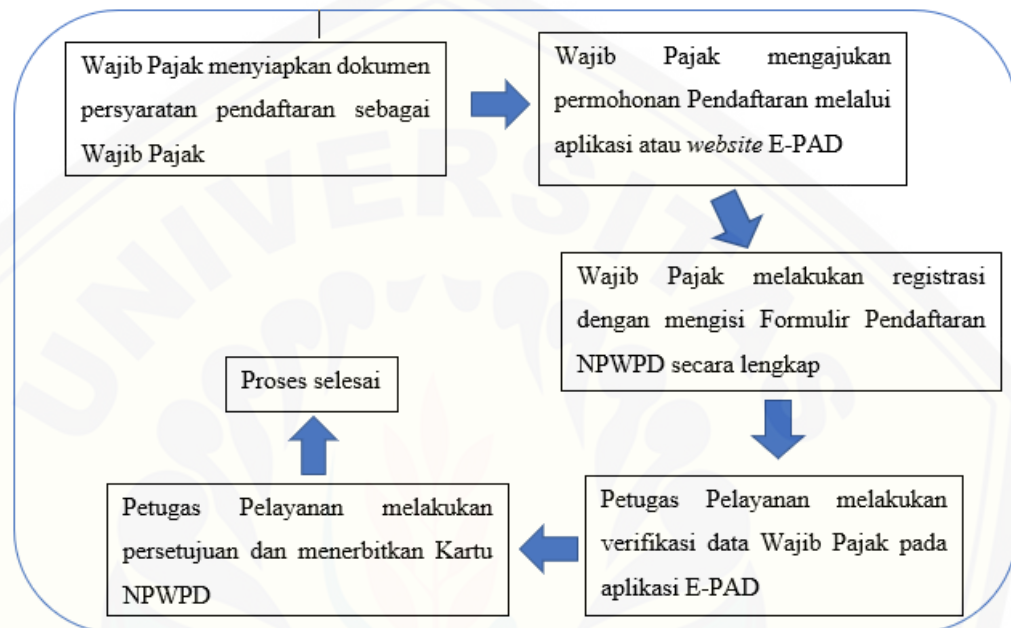 Wajib Pajak menyiapkan dokumen
persyaratan pendaftaran sebagai
Wajib Pajak
Wajib Pajak mengajukan
permohonan Pendaftaran melalui
aplikasi atau website E-PAD
Wajib Pajak melakukan registrasi
dengan mengisi Formulir Pendaftaran
NPWPD secara lengkap
Petugas Pelayanan melakukan
verifikasi data Wajib Pajak pada
aplikasi E-PAD
Petugas Pelayanan melakukan
persetujuan dan menerbitkan Kartu
NPWPD
Proses selesai
UNIVERSITAS